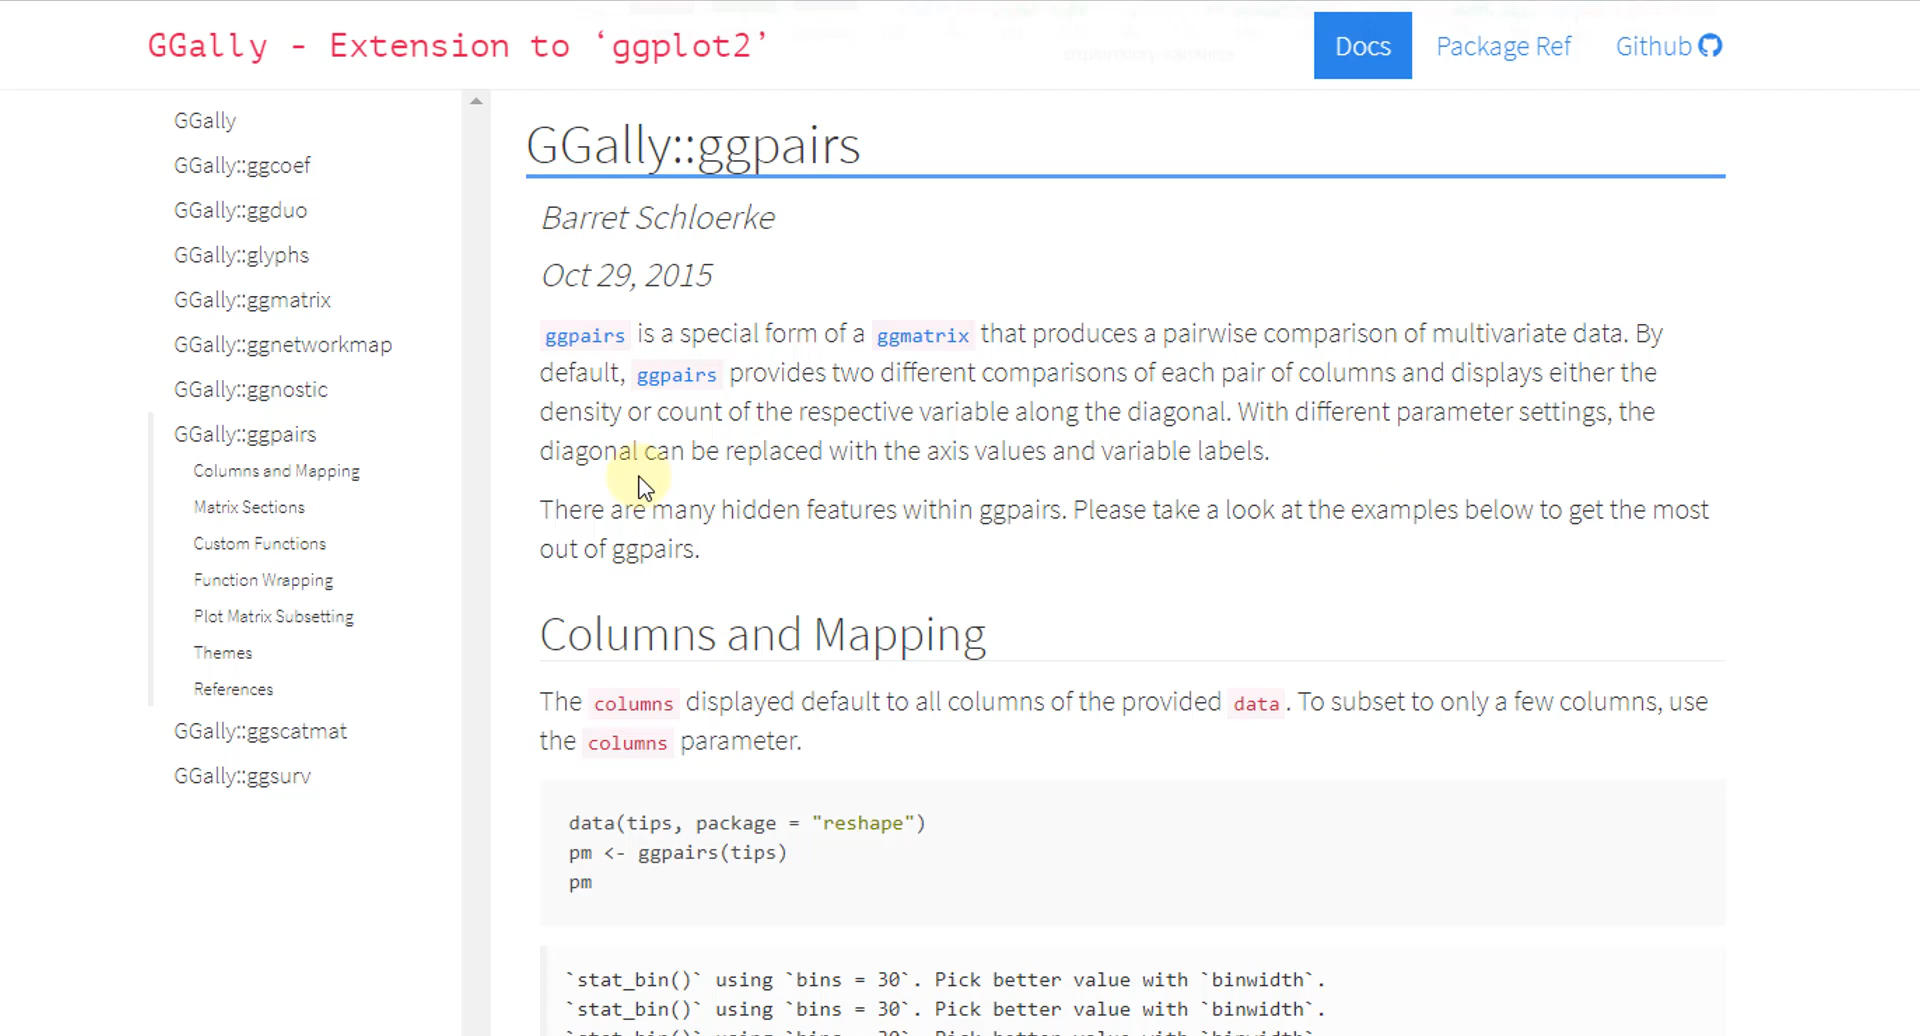 GGally - Extension to ‘ggplot2’
Docs
Package Ref
Github
GGally
GGally::ggcoef
GGally::ggduo
GGally::glyphs
GGally::ggmatrix
GGally::ggnetworkmap
GGally::ggnostic
GGally::ggpairs
Columns and Mapping
Matrix Sections
Custom Functions
Function Wrapping
Plot Matrix Subsetting
Themes
References
GGally::ggscatmat
GGally::ggsurv
GGally::ggpairs
Barret Schloerke
Oct 29, 2015
ggpairs is a special form of a ggmatrix that produces a pairwise comparison of multivariate data. By
default, ggpairs provides two different comparisons of each pair of columns and displays either the
density or count of the respective variable along the diagonal. With different parameter settings, the
diagonal can be replaced with the axis values and variable labels.
There are many hidden features within ggpairs. Please take a look at the examples below to get the most
out of ggpairs.
Columns and Mapping
The columns displayed default to all columns of the provided data. To subset to only a few columns, use
the columns parameter.
data(tips, package = "reshape")
pm <- ggpairs(tips)
pm
`stat_bin()` using `bins = 30`. Pick better value with `binwidth`.
`stat_bin()` using `bins = 30`. Pick better value with `binwidth`.